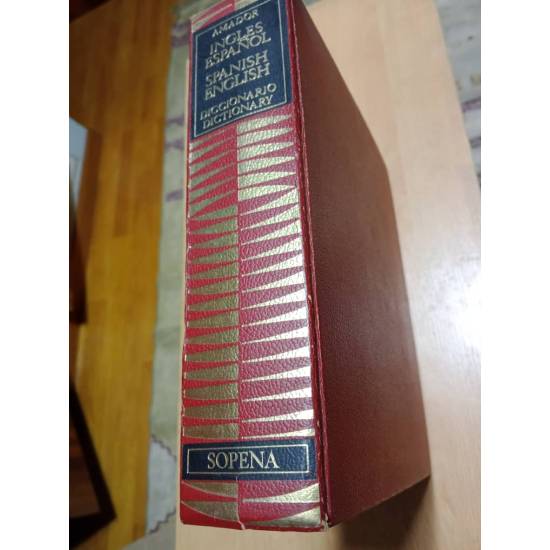 AMADOR
INGLES
ESPAÑOL
SPANISH
ENGLISH
DICCIONARIO
DICTIONARY
SOPENA